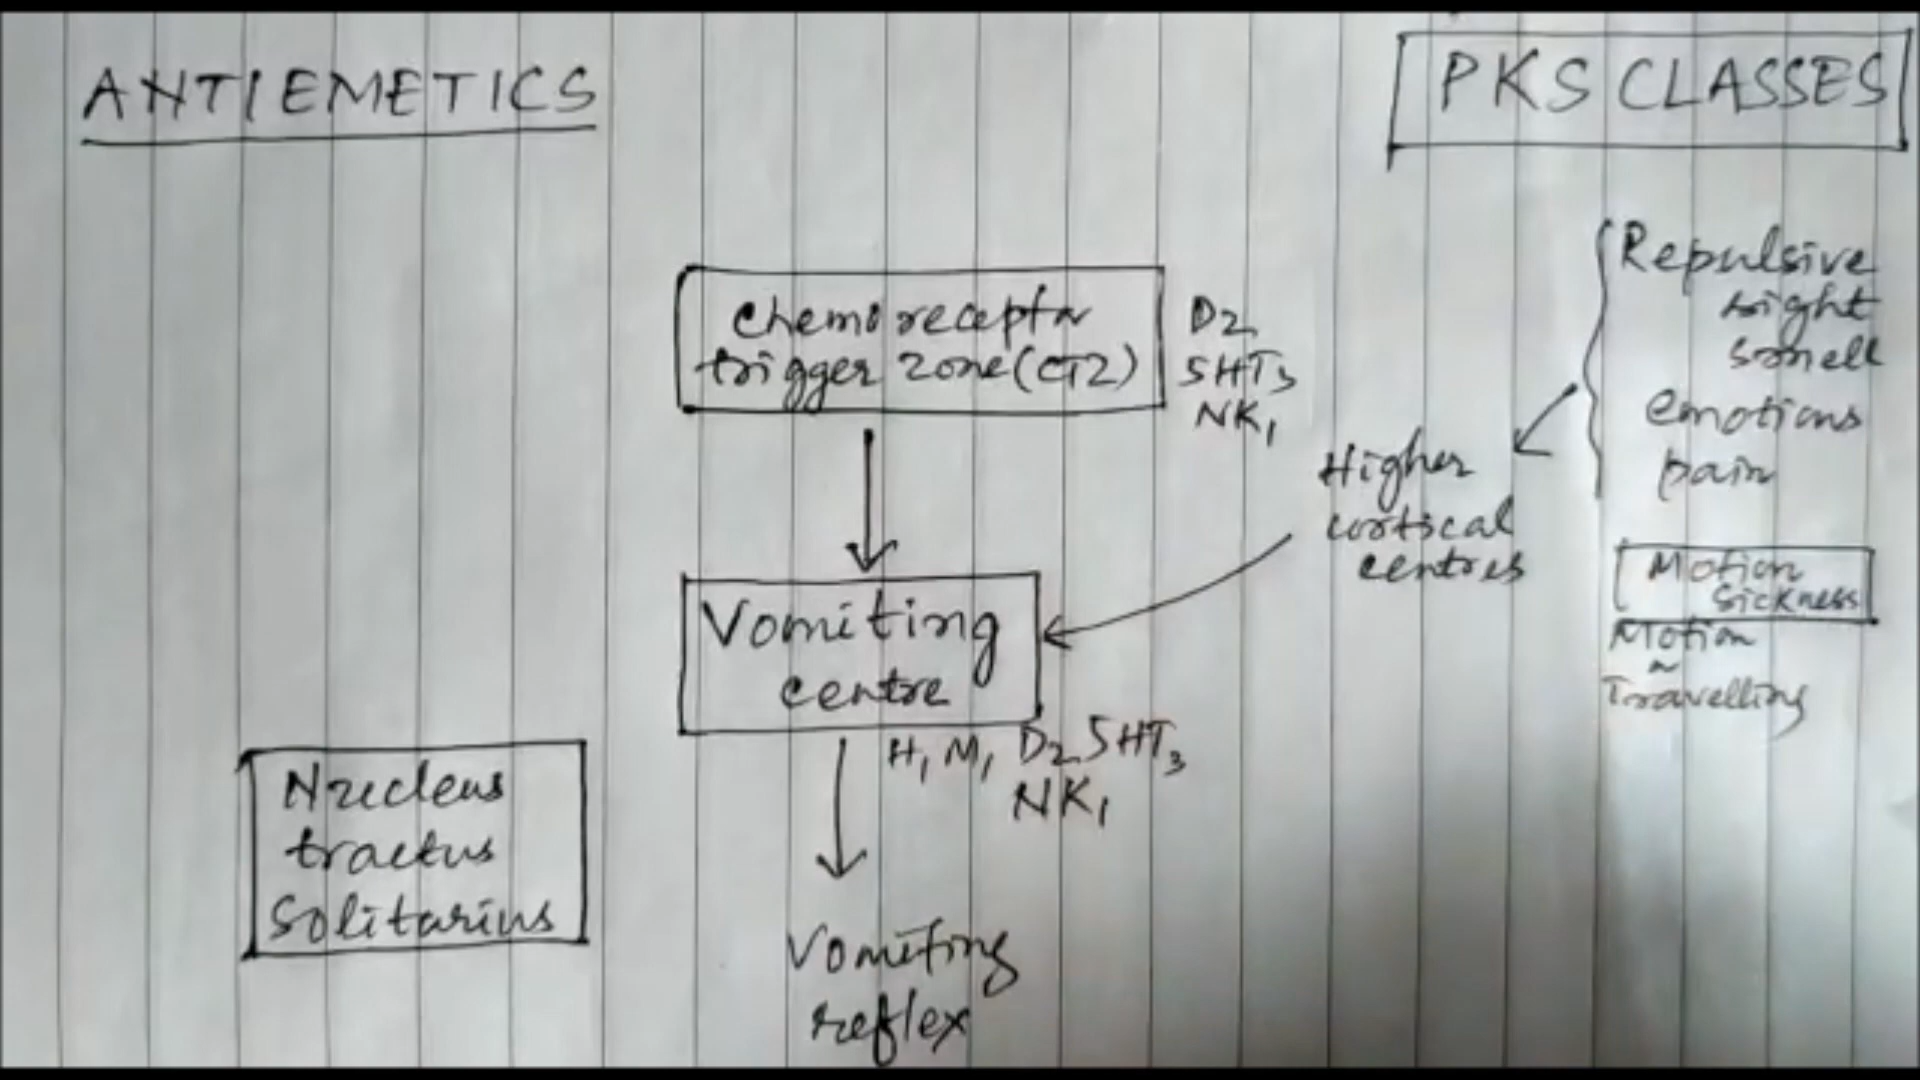 ANTIEMETICS
PKS CLASSES
Chemoreceptor
trigger zone (CTZ)
D2
5HT3
NK1
Repulsive
sight
smell
emotions
pain
Higher
cortical
centres
Motion
Sickness
Motion
~
Travelling
Vomiting
centre
H1 M1 D2 5HT3
NK1
Nucleus
tractus
Solitarius
Vomiting
reflex